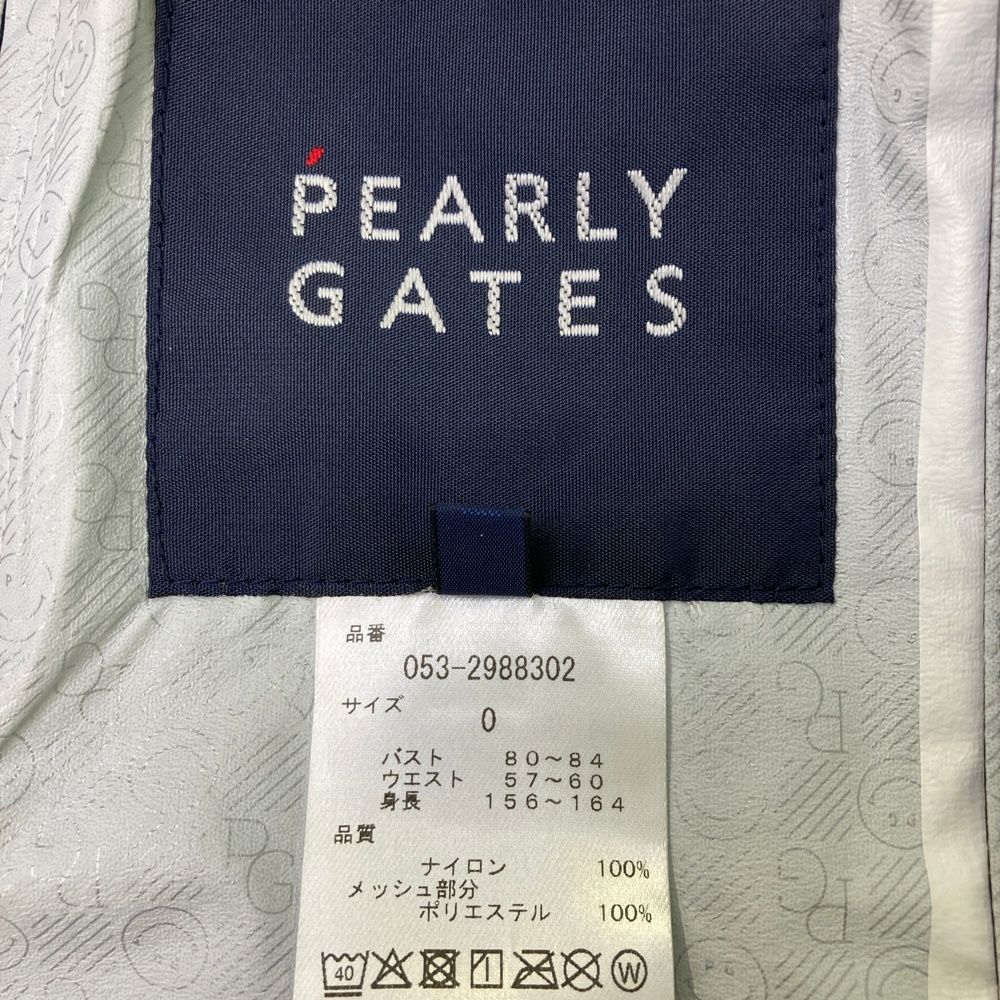 PEARLY
GATES
品番
053-2988302
サイズ
0
バスト 80～84
ウエスト 57～60
身長 156～164
品質
ナイロン 100%
メッシュ部分
ポリエステル 100%
40 W